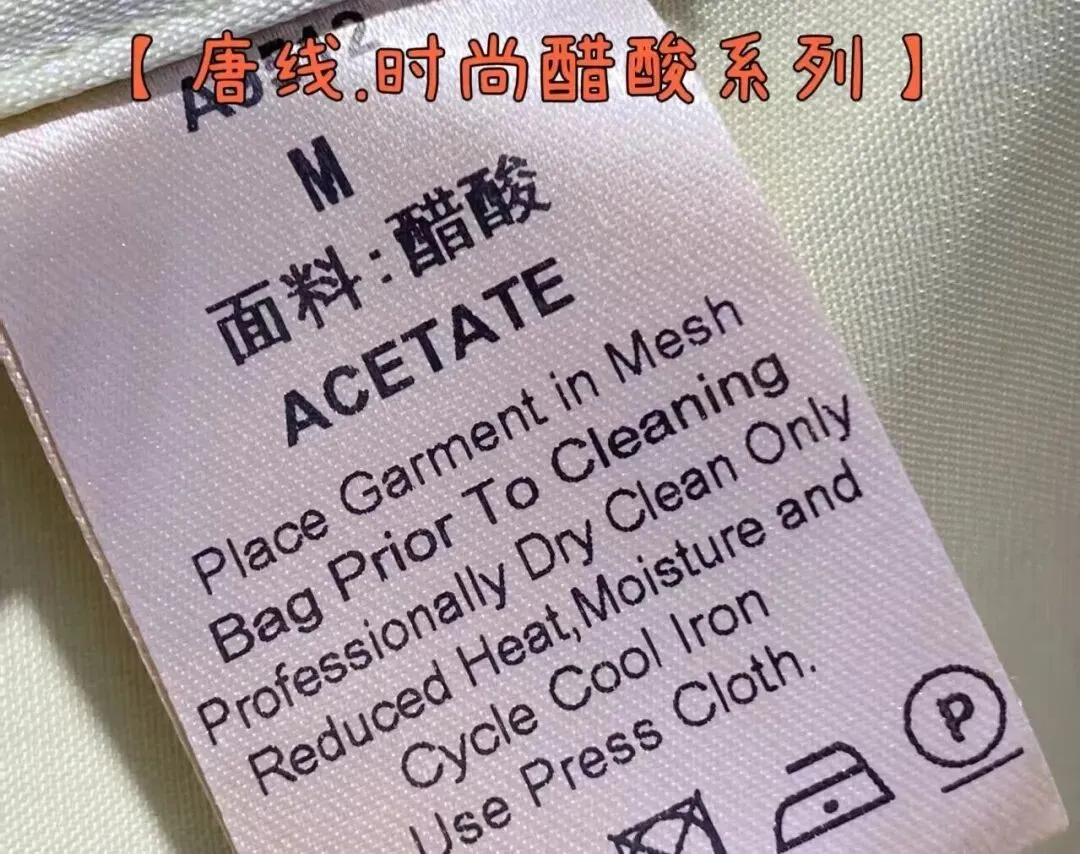 【唐线.时尚醋酸系列】
M
面料:醋酸
ACETATE
Place Garment in Mesh
Bag Prior To Cleaning
Professionally Dry Clean Only
Reduced Heat,Moisture and
Cycle Cool Iron
Use Press Cloth.
P